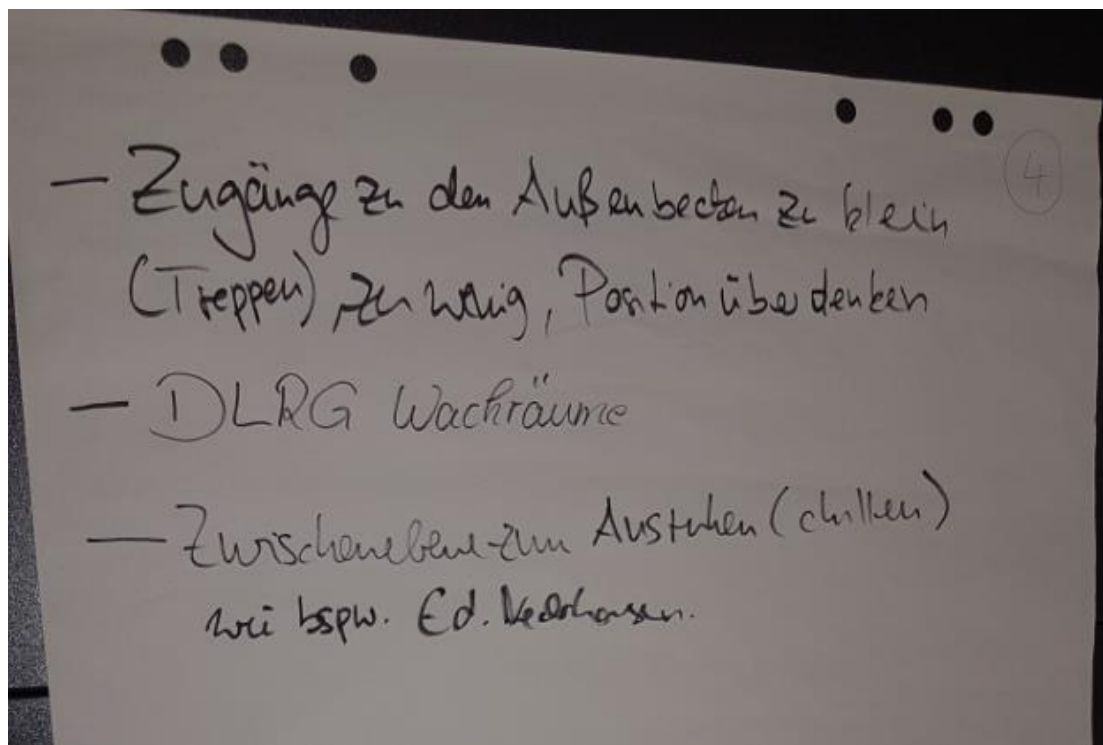 4
– Zugänge zu den Außenbecken zu klein
(Treppen), zu wenig, Position überdenken
– DLRG Wachräume
– Zwischenebene zum Ausruhen (chillen)
wie bspw. Ed.